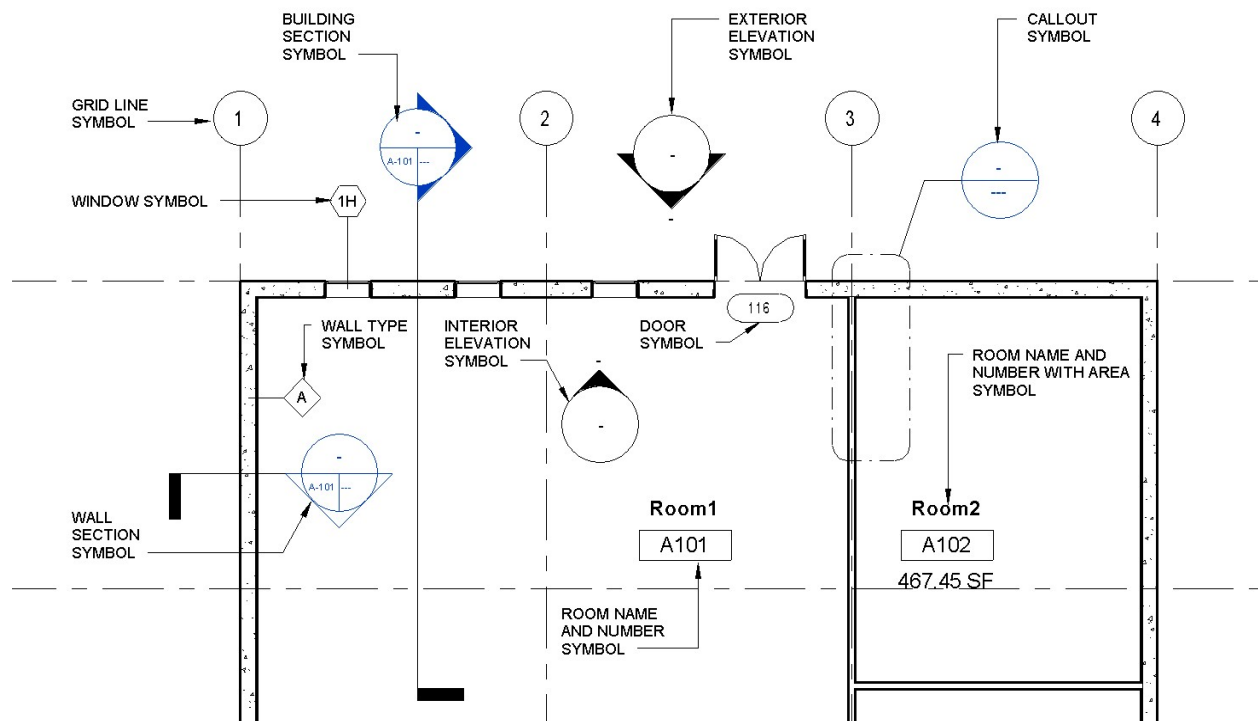 BUILDING
SECTION
SYMBOL
EXTERIOR
ELEVATION
SYMBOL
CALLOUT
SYMBOL
GRID LINE
SYMBOL
1
2
3
4
-
A-101
---
-
-
-
---
WINDOW SYMBOL
1H
116
WALL TYPE
SYMBOL
INTERIOR
ELEVATION
SYMBOL
DOOR
SYMBOL
ROOM NAME AND
NUMBER WITH AREA
SYMBOL
A
-
-
-
A-101
---
WALL
SECTION
SYMBOL
Room1
A101
Room2
A102
467.45 SF
ROOM NAME
AND NUMBER
SYMBOL